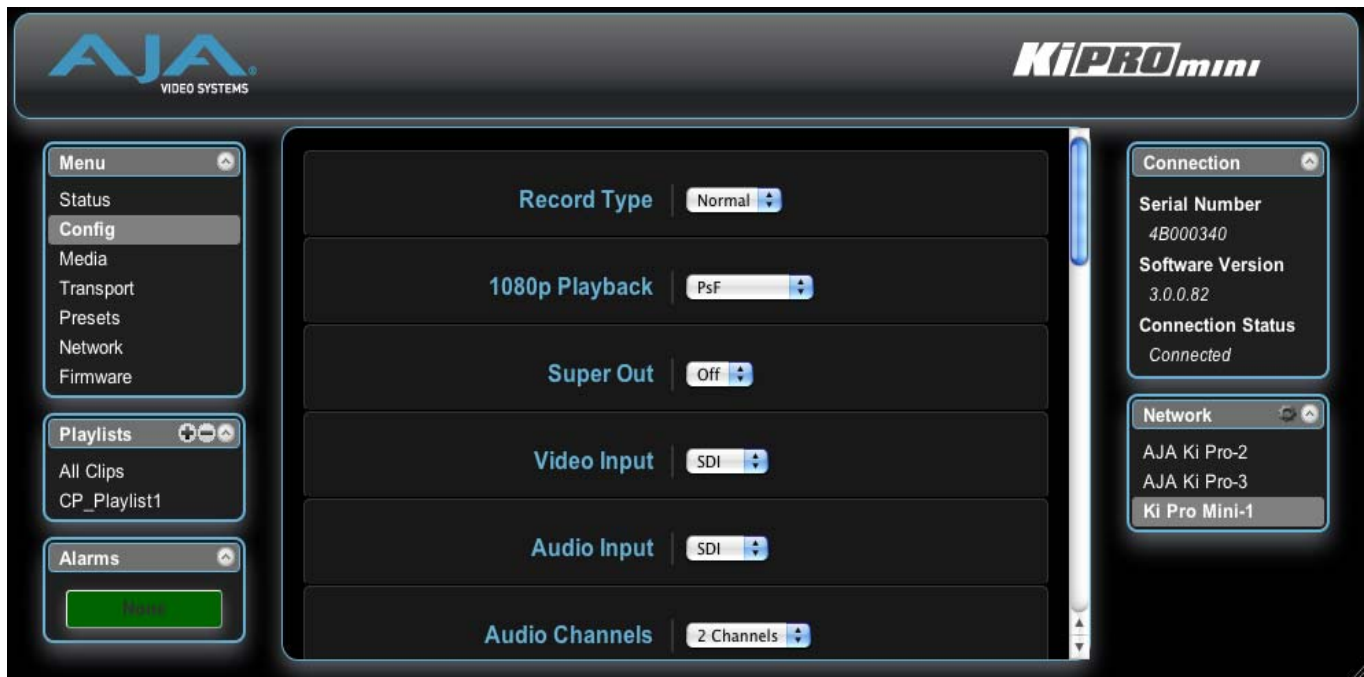 AJA
VIDEO SYSTEMS
KiPRO mini
Menu
Status
Config
Media
Transport
Presets
Network
Firmware
Playlists
All Clips
CP_Playlist1
Alarms
None
Record Type Normal
1080p Playback PsF
Super Out Off
Video Input SDI
Audio Input SDI
Audio Channels 2 Channels
Connection
Serial Number
4B000340
Software Version
3.0.0.82
Connection Status
Connected
Network
AJA Ki Pro-2
AJA Ki Pro-3
Ki Pro Mini-1